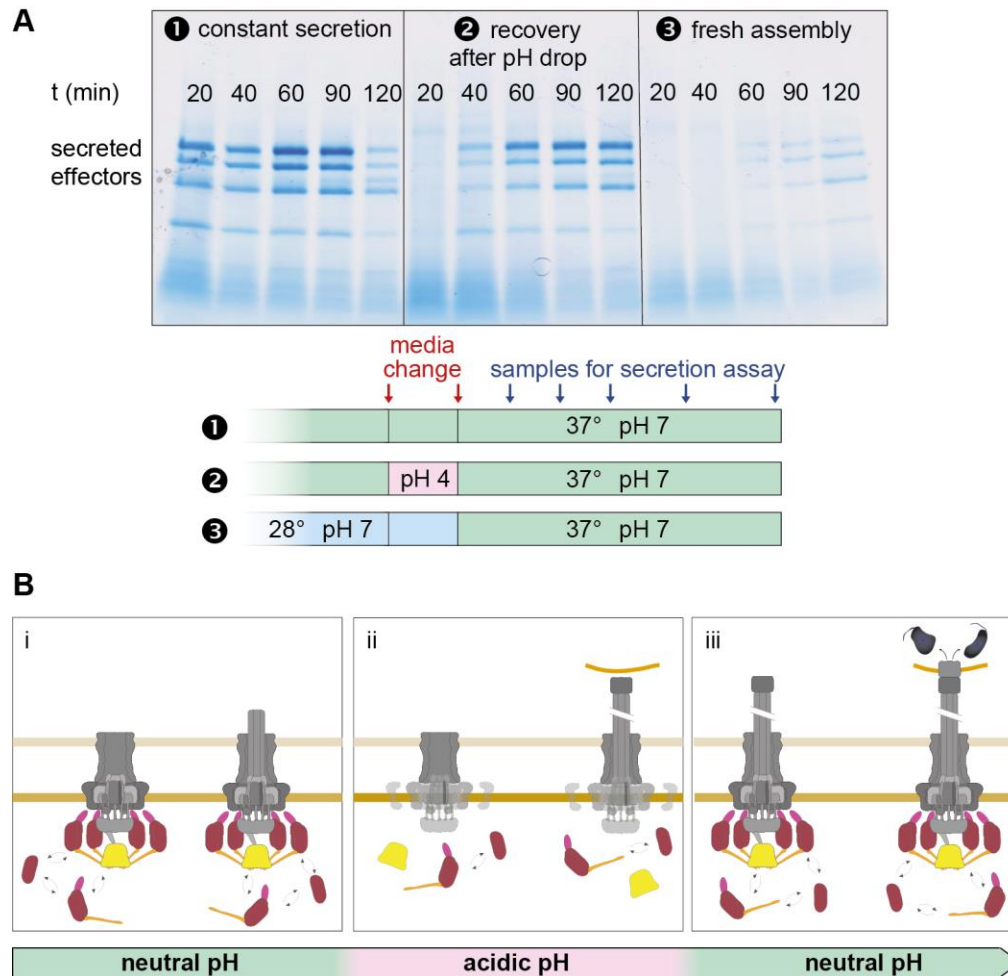 A
❶ constant secretion
❷ recovery
after pH drop
❸ fresh assembly
t (min)
20 40 60 90 120
20 40 60 90 120
20 40 60 90 120
secreted
effectors
media
change
samples for secretion assay
❶ 37° pH 7
❷ pH 4 37° pH 7
❸ 28° pH 7 37° pH 7
B
i
ii
iii
neutral pH
acidic pH
neutral pH